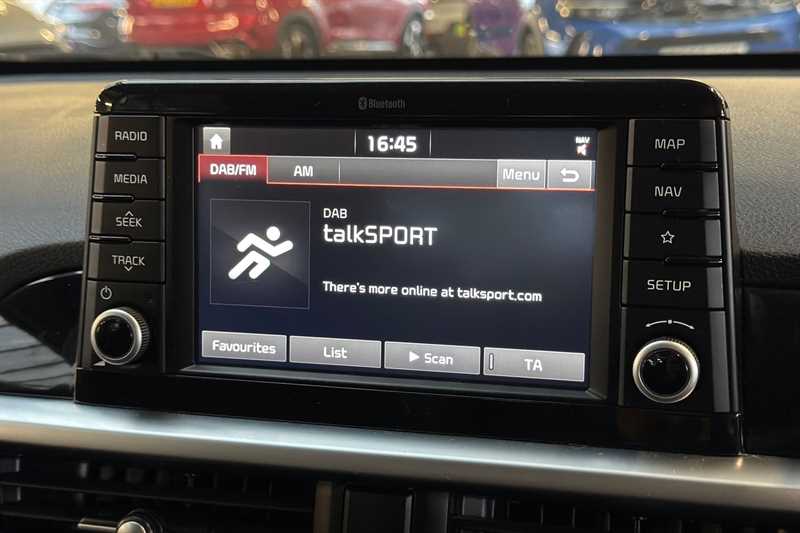 Bluetooth
RADIO
MEDIA
SEEK
TRACK
16:45
NAV
DAB/FM
AM
Menu
DAB
talkSPORT
There's more online at talksport.com
Favourites
List
Scan
TA
MAP
NAV
SETUP